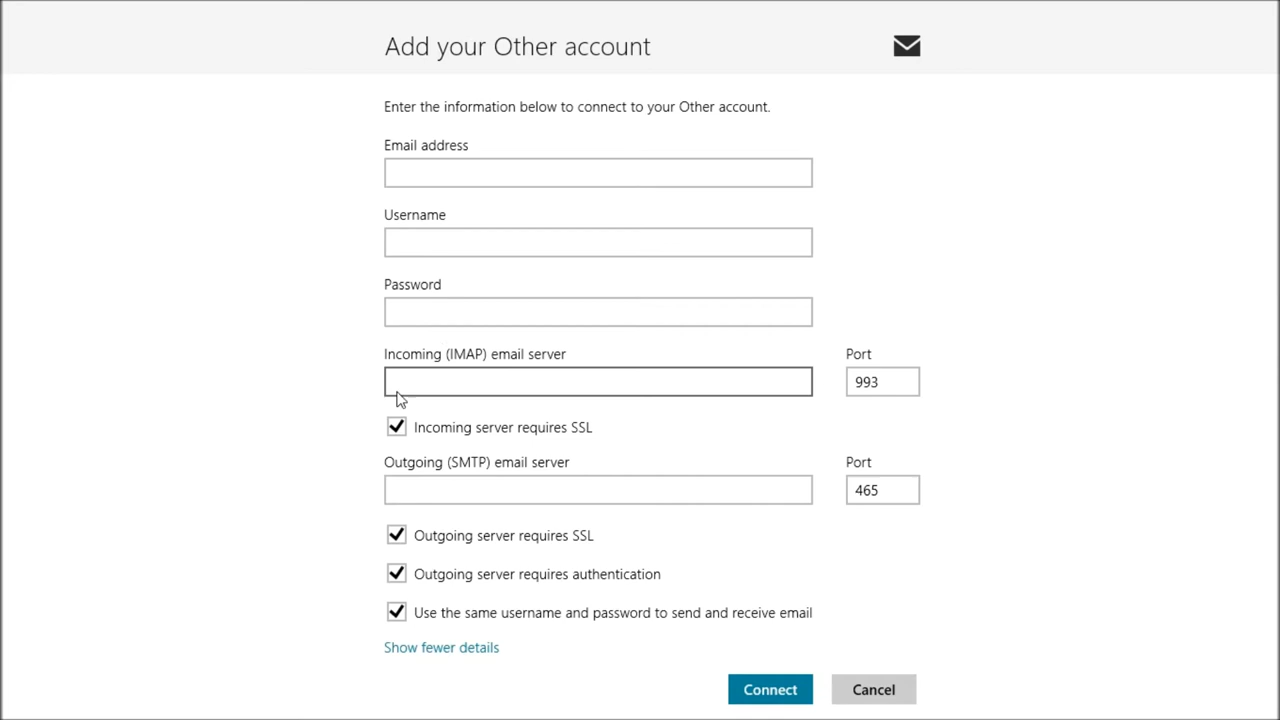 Add your Other account
Enter the information below to connect to your Other account.
Email address
Username
Password
Incoming (IMAP) email server
Port
993
Incoming server requires SSL
Outgoing (SMTP) email server
Port
465
Outgoing server requires SSL
Outgoing server requires authentication
Use the same username and password to send and receive email
Show fewer details
Connect
Cancel